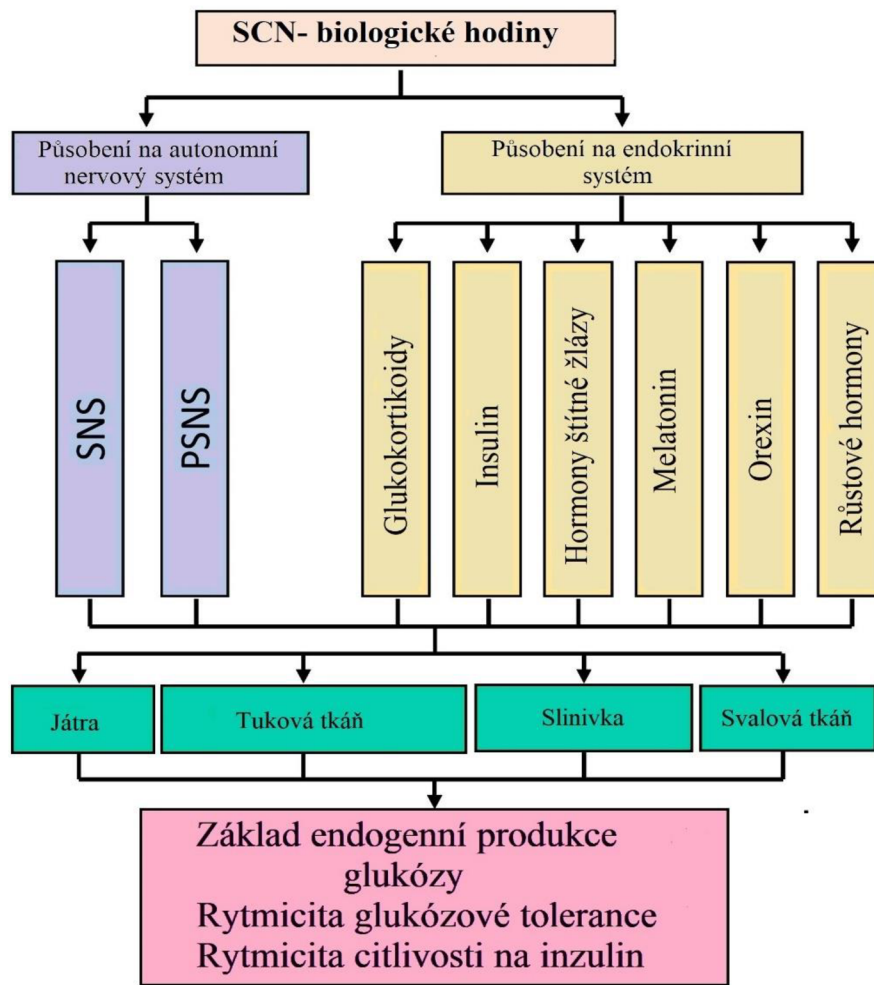 SCN- biologické hodiny
Působení na autonomní
nervový systém
Působení na endokrinní
systém
SNS
PSNS
Glukokortikoidy
Insulin
Hormony štítné žlázy
Melatonin
Orexin
Růstové hormony
Játra
Tuková tkáň
Slinivka
Svalová tkáň
Základ endogenní produkce
glukózy
Rytmicita glukózové tolerance
Rytmicita citlivosti na inzulin